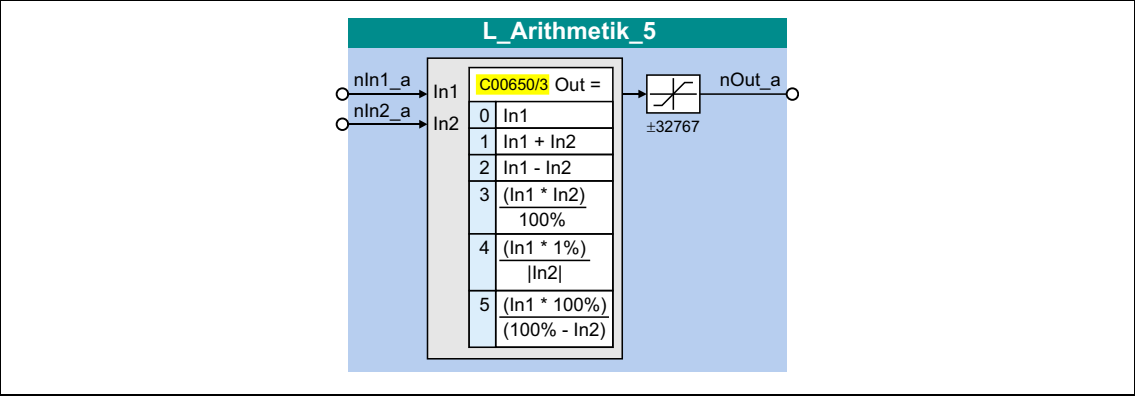 L_Arithmetik_5
nIn1_a
nIn2_a
In1
In2
C00650/3 Out =
0 In1
1 In1 + In2
2 In1 - In2
3 (In1 * In2)
100%
4 (In1 * 1%)
|In2|
5 (In1 * 100%)
(100% - In2)
nOut_a
±32767